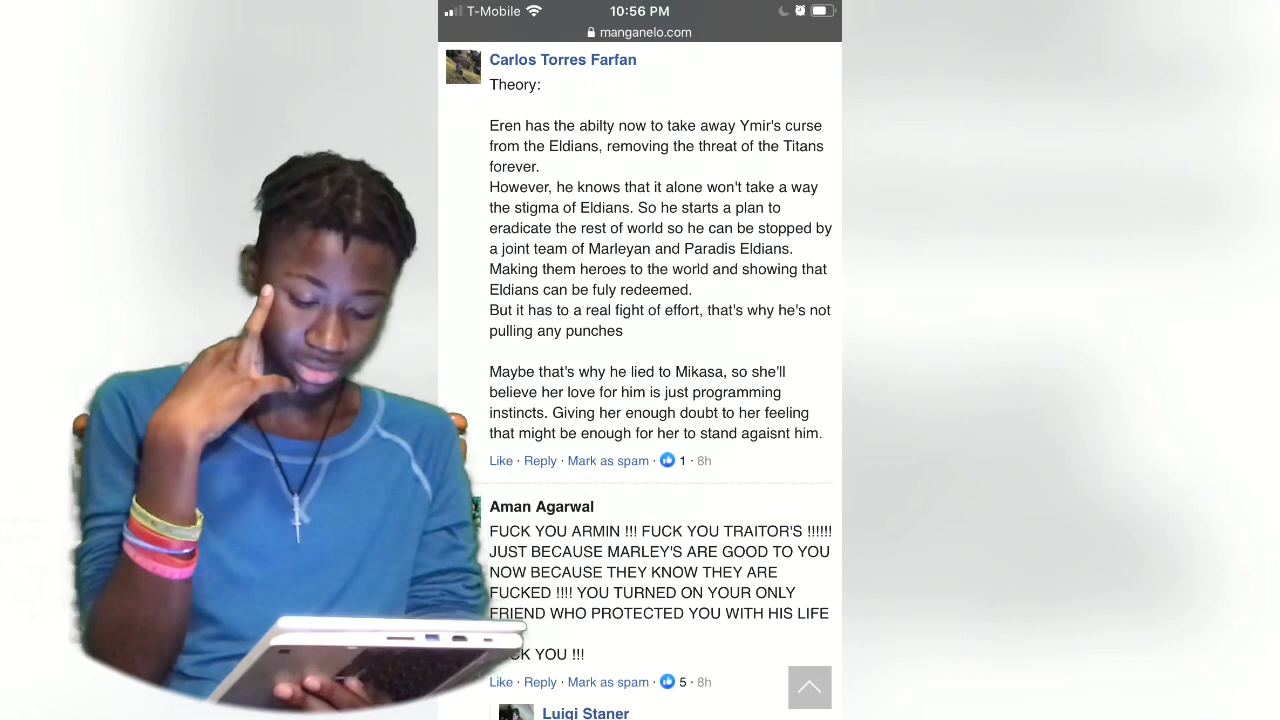 T-Mobile 10:56 PM
manganelo.com
Carlos Torres Farfan
Theory:
Eren has the abilty now to take away Ymir's curse
from the Eldians, removing the threat of the Titans
forever.
However, he knows that it alone won't take a way
the stigma of Eldians. So he starts a plan to
eradicate the rest of world so he can be stopped by
a joint team of Marleyan and Paradis Eldians.
Making them heroes to the world and showing that
Eldians can be fuly redeemed.
But it has to a real fight of effort, that's why he's not
pulling any punches
Maybe that's why he lied to Mikasa, so she'll
believe her love for him is just programming
instincts. Giving her enough doubt to her feeling
that might be enough for her to stand agaisnt him.
Like · Reply · Mark as spam · 1 · 8h
Aman Agarwal
FUCK YOU ARMIN !!! FUCK YOU TRAITOR'S !!!!!!
JUST BECAUSE MARLEY'S ARE GOOD TO YOU
NOW BECAUSE THEY KNOW THEY ARE
FUCKED !!!! YOU TURNED ON YOUR ONLY
FRIEND WHO PROTECTED YOU WITH HIS LIFE
CK YOU !!!
Like · Reply · Mark as spam · 5 · 8h
Luigi Staner